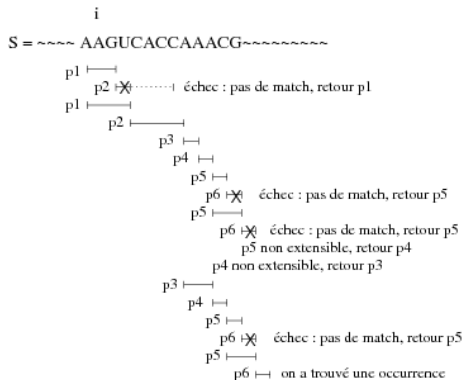 i
S = ~~~~ AAGUCACCAAACG~~~~~~~~~
p1
p2 échec : pas de match, retour p1
p1
p2
p3
p4
p5
p6 échec : pas de match, retour p5
p5
p6 échec : pas de match, retour p5
p5 non extensible, retour p4
p4 non extensible, retour p3
p3
p4
p5
p6 échec : pas de match, retour p5
p5
p6 on a trouvé une occurrence